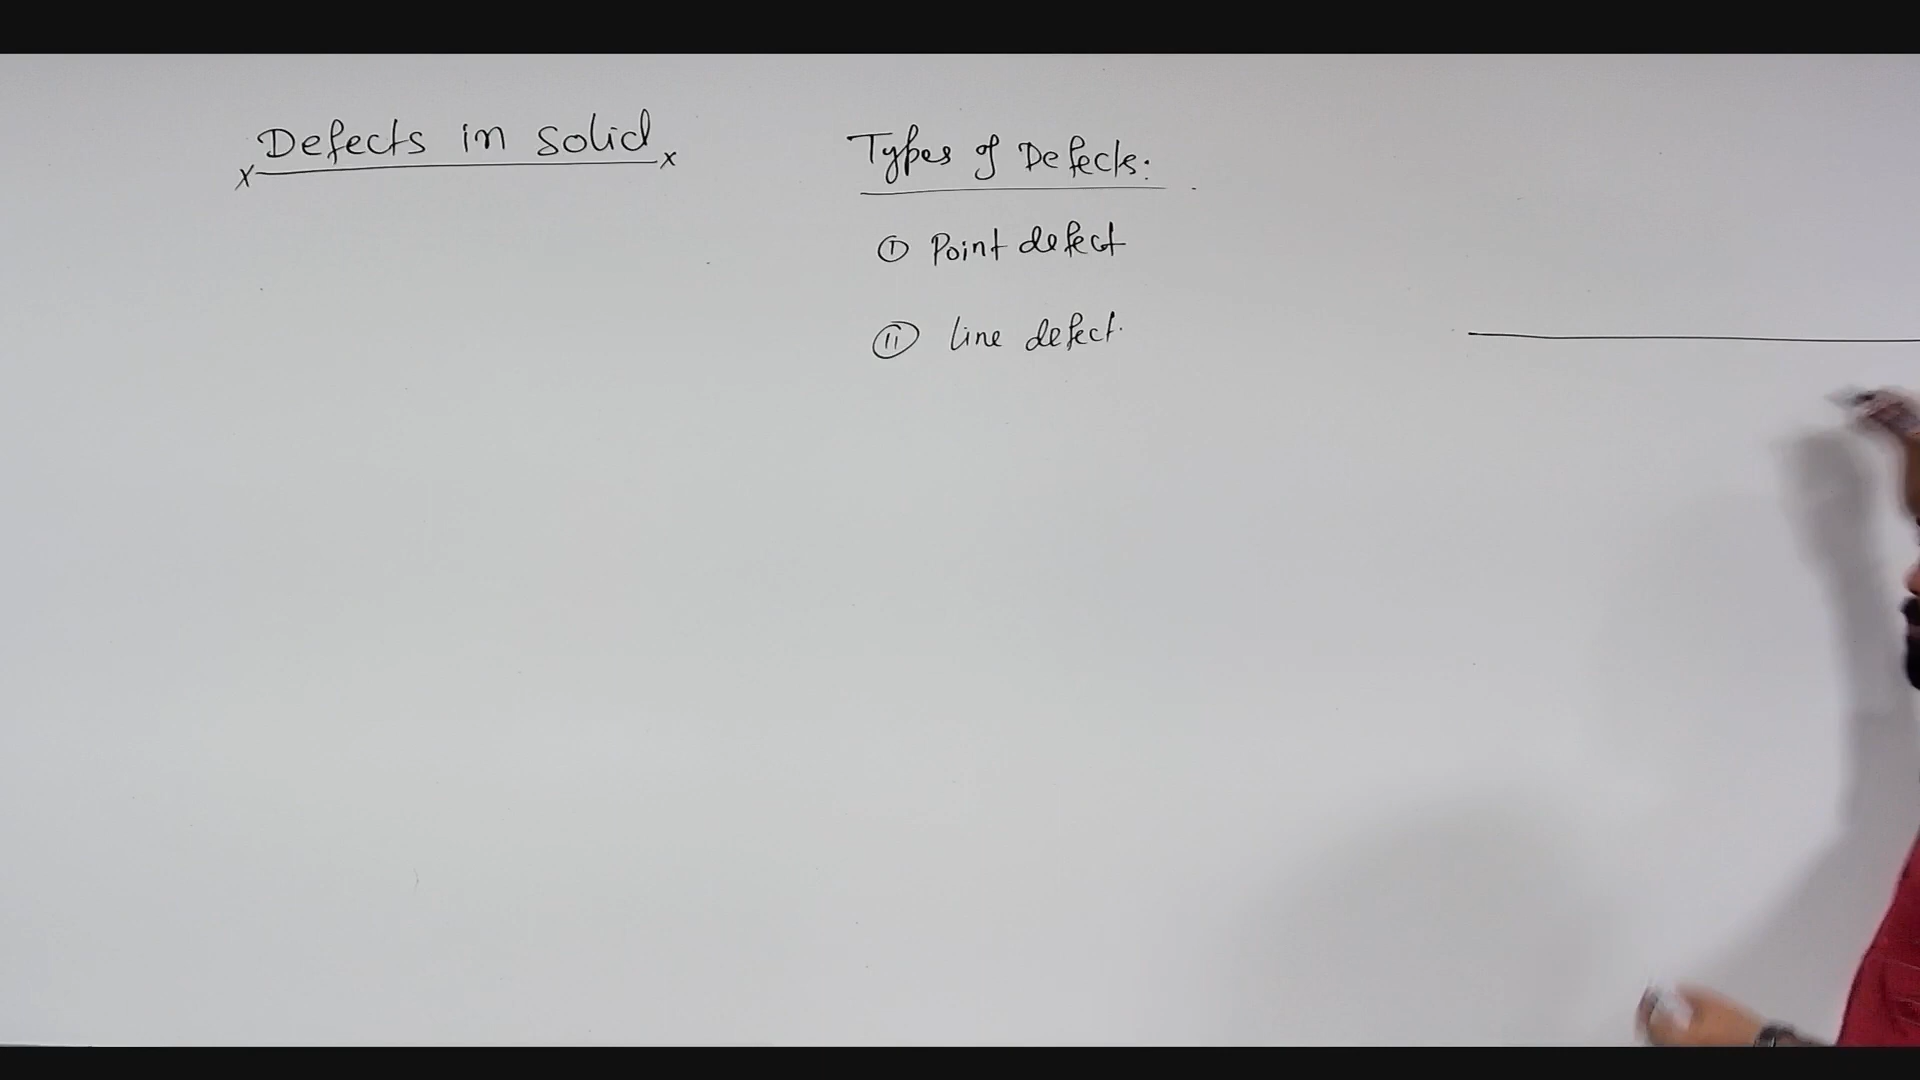 Defects in Solid
Types of Defects:
① Point defect
⑪ line defect.